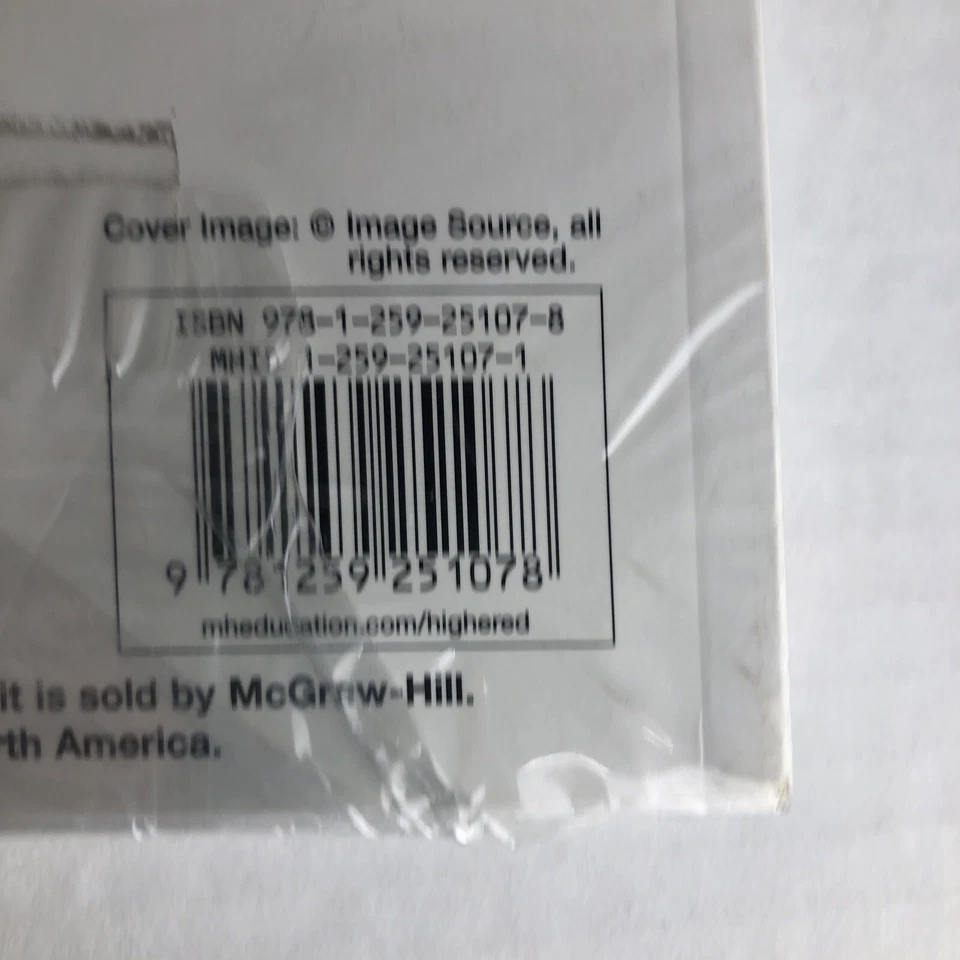 Cover Image: © Image Source, all
rights reserved.
ISBN 978-1-259-25107-8
MHID 1-259-25107-1
9 781259 251078
mheducation.com/highered
it is sold by McGraw-Hill.
rth America.